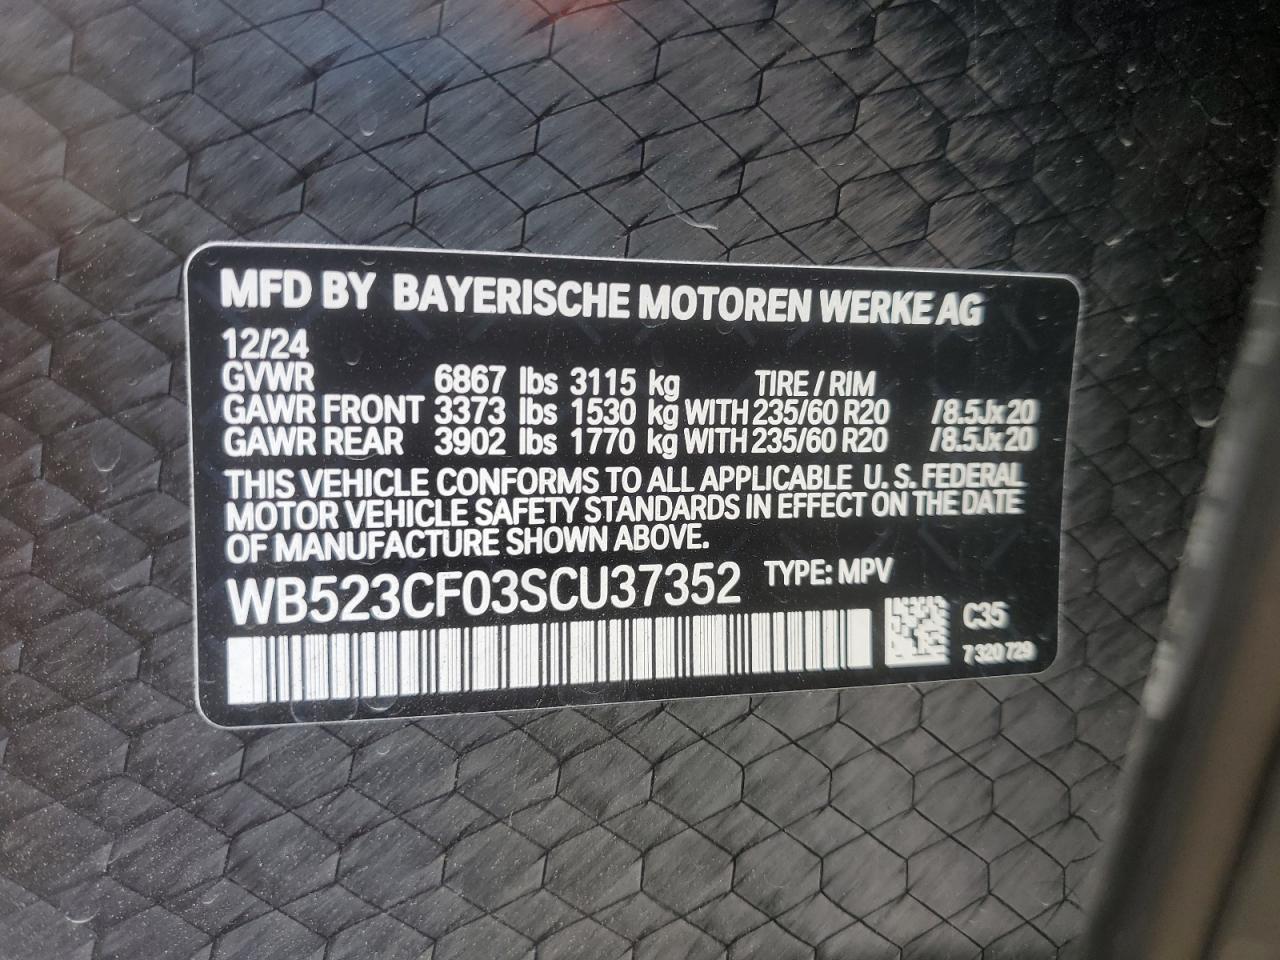 MFD BY BAYERISCHE MOTOREN WERKE AG
12/24
GVWR 6867 lbs 3115 kg TIRE / RIM
GAWR FRONT 3373 lbs 1530 kg WITH 235/60 R20 /8.5Jx20
GAWR REAR 3902 lbs 1770 kg WITH 235/60 R20 /8.5Jx20
THIS VEHICLE CONFORMS TO ALL APPLICABLE U.S. FEDERAL
MOTOR VEHICLE SAFETY STANDARDS IN EFFECT ON THE DATE
OF MANUFACTURE SHOWN ABOVE.
WB523CF03SCU37352 TYPE: MPV
C35
7 320 729